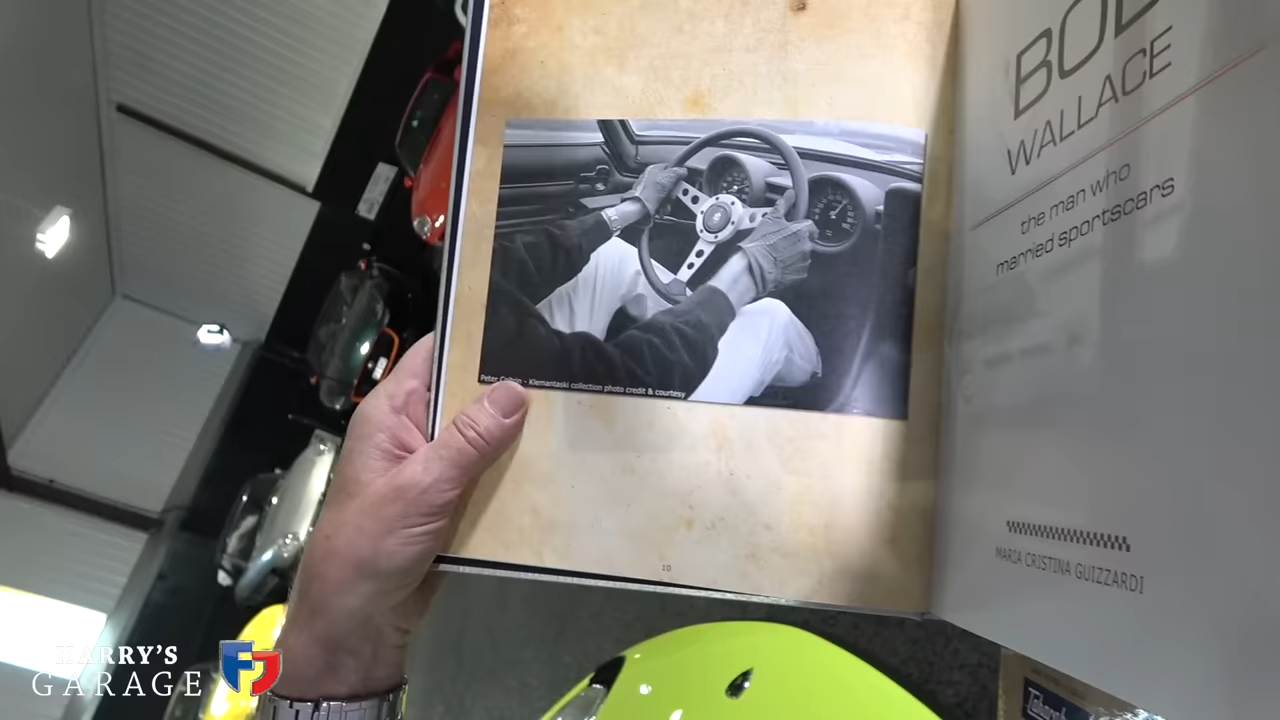 BOB
WALLACE
the man who
married sportscars
Peter Coltrin - Klemantaski collection photo credit & courtesy
10
MARIA CRISTINA GUIZZARDI
HARRY'S
GARAGE